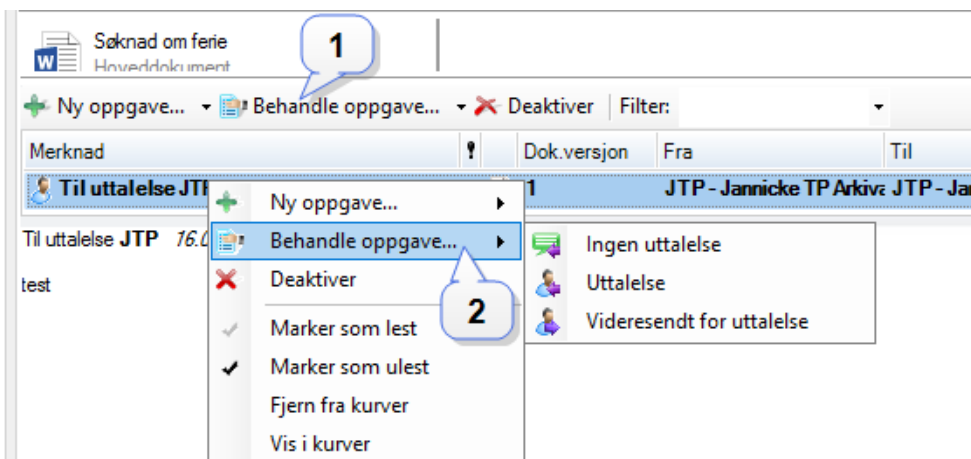 Søknad om ferie
1
Hoveddokument
Ny oppgave... Behandle oppgave... Deaktiver Filter:
Merknad Dok.versjon Fra Til
Til uttalelse JTP 1 JTP - Jannicke TP Arkiva JTP - Ja
Ny oppgave...
Til uttalelse JTP 16.0
Behandle oppgave... Ingen uttalelse
test
Deaktiver Uttalelse
2
Marker som lest Videresendt for uttalelse
Marker som ulest
Fjern fra kurver
Vis i kurver